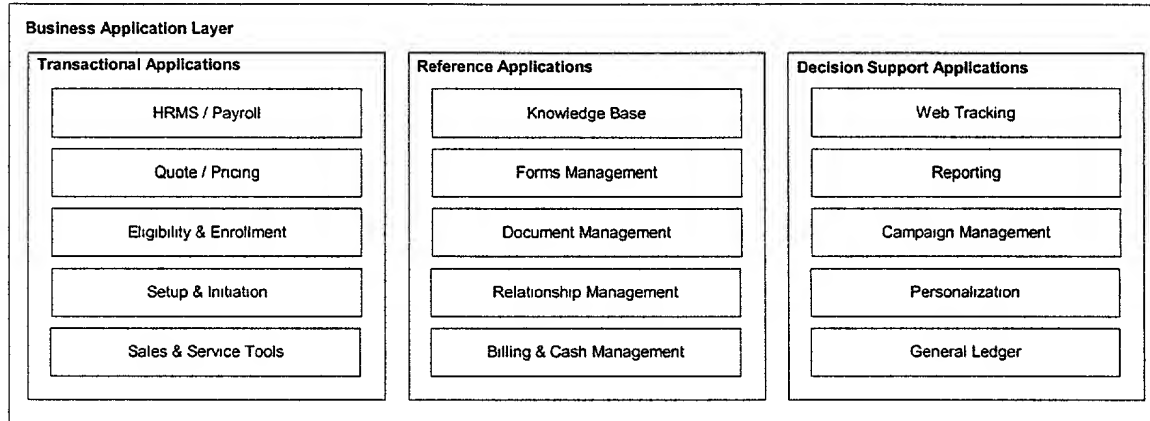 Business Application Layer
Transactional Applications
HRMS / Payroll
Quote / Pricing
Eligibility & Enrollment
Setup & Initiation
Sales & Service Tools
Reference Applications
Knowledge Base
Forms Management
Document Management
Relationship Management
Billing & Cash Management
Decision Support Applications
Web Tracking
Reporting
Campaign Management
Personalization
General Ledger